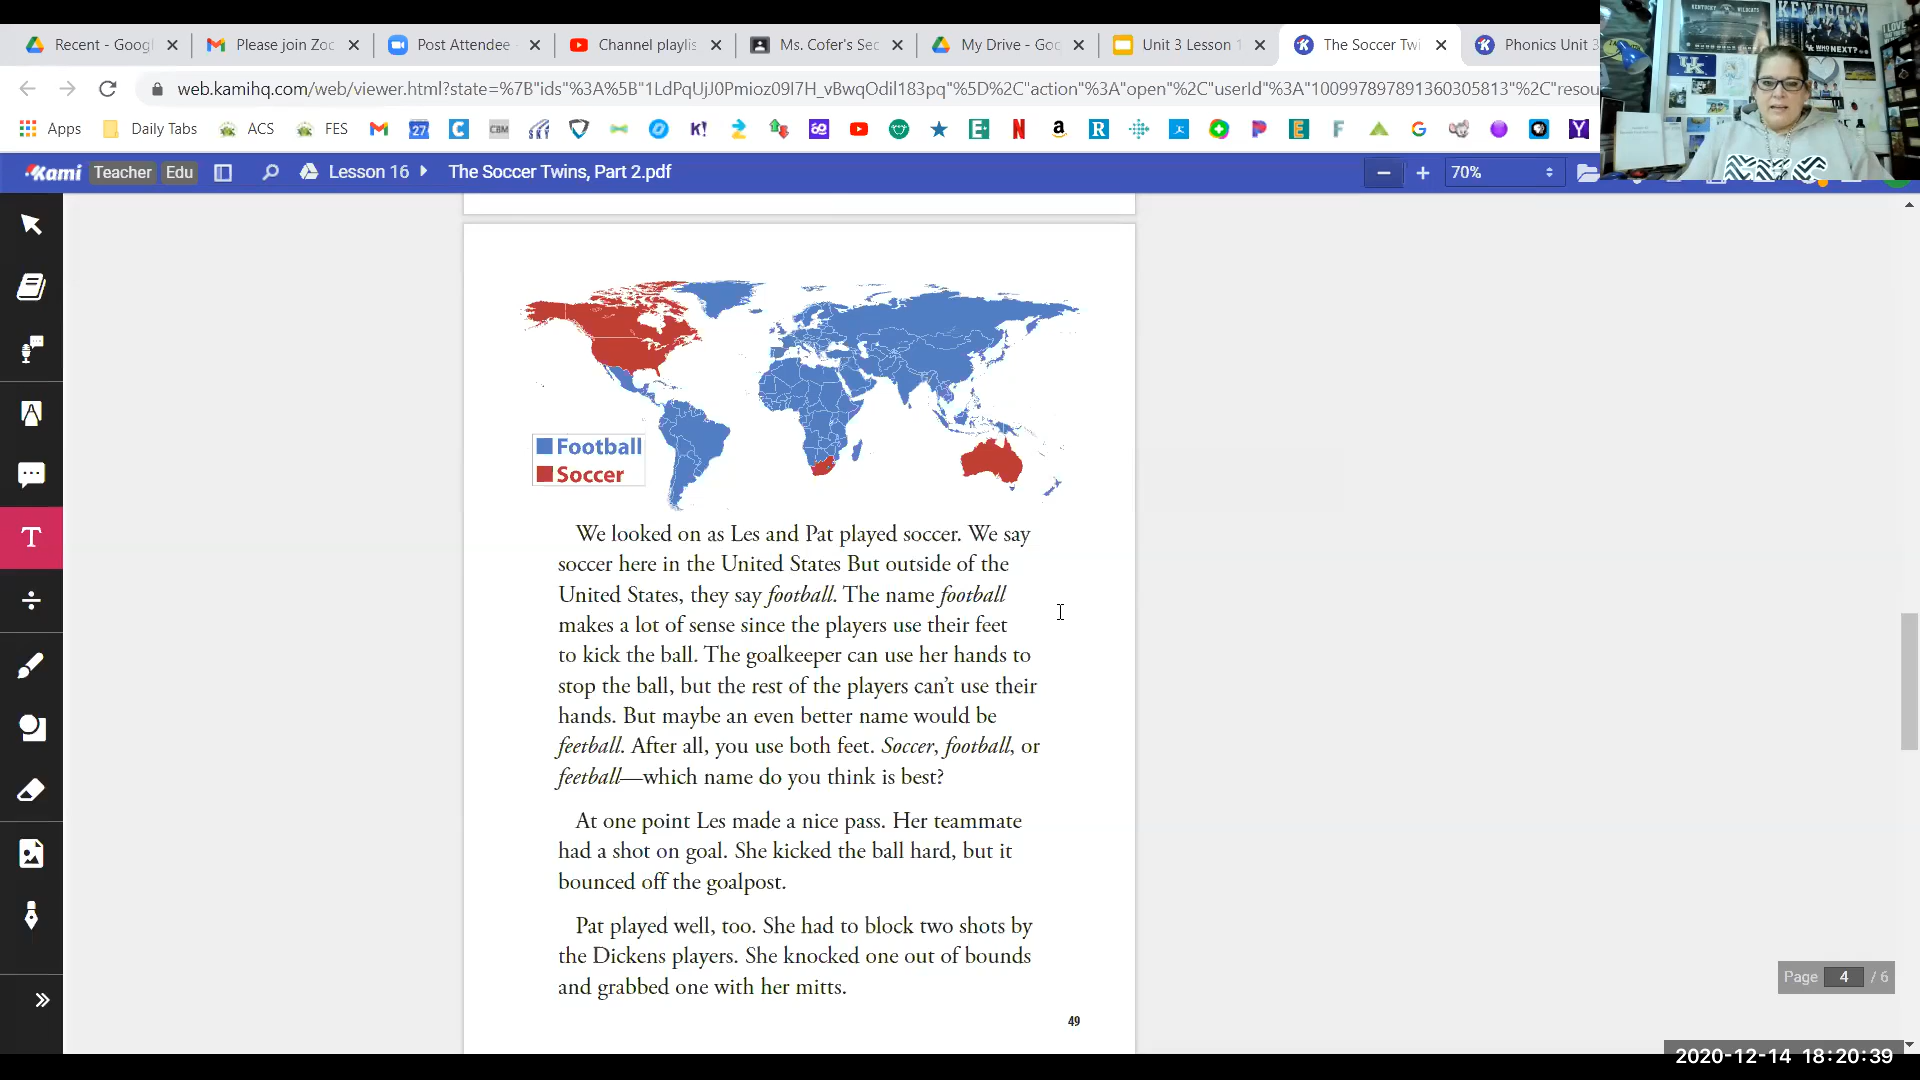 Recent - Googl
Please join Zoc
Post Attendee -
Channel playlis
Ms. Cofer's Sec
My Drive - Goo
Unit 3 Lesson 1
The Soccer Twi
Phonics Unit 3
web.kamihq.com/web/viewer.html?state=%7B"ids"%3A%5B"1LdPqUjJ0Pmioz09I7H_vBwqOdiI183pq"%5D%2C"action"%3A"open"%2C"userId"%3A"100997897891360305813"%2C"resou
Apps
Daily Tabs
ACS
FES
Kami Teacher Edu
Lesson 16
The Soccer Twins, Part 2.pdf
70%
KENTUCKY
WHO NEXT?
Football
Soccer
We looked on as Les and Pat played soccer. We say
soccer here in the United States But outside of the
United States, they say football. The name football
makes a lot of sense since the players use their feet
to kick the ball. The goalkeeper can use her hands to
stop the ball, but the rest of the players can’t use their
hands. But maybe an even better name would be
feetball. After all, you use both feet. Soccer, football, or
feetball—which name do you think is best?
At one point Les made a nice pass. Her teammate
had a shot on goal. She kicked the ball hard, but it
bounced off the goalpost.
Pat played well, too. She had to block two shots by
the Dickens players. She knocked one out of bounds
and grabbed one with her mitts.
49
Page 4 / 6
2020-12-14 18:20:39